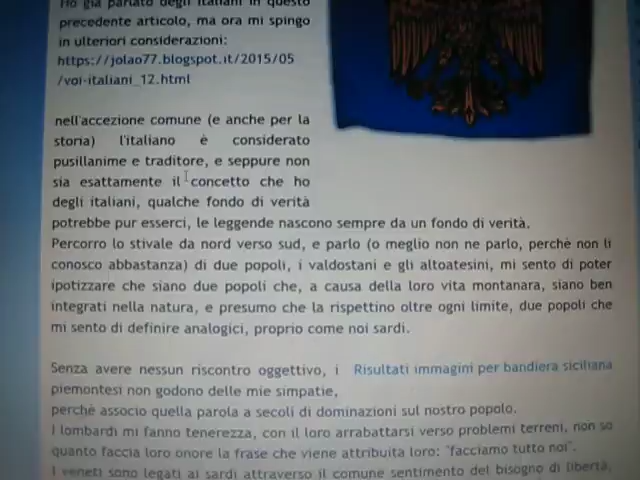 Ho già parlato degli italiani in questo
precedente articolo, ma ora mi spingo
in ulteriori considerazioni:
https://jolao77.blogspot.it/2015/05
/voi-italiani_12.html
nell'accezione comune (e anche per la
storia) l'italiano è considerato
pusillanime e traditore, e seppure non
sia esattamente il concetto che ho
degli italiani, qualche fondo di verità
potrebbe pur esserci, le leggende nascono sempre da un fondo di verità.
Percorro lo stivale da nord verso sud, e parlo (o meglio non ne parlo, perchè non li
conosco abbastanza) di due popoli, i valdostani e gli altoatesini, mi sento di poter
ipotizzare che siano due popoli che, a causa della loro vita montanara, siano ben
integrati nella natura, e presumo che la rispettino oltre ogni limite, due popoli che
mi sento di definire analogici, proprio come noi sardi.
Senza avere nessun riscontro oggettivo, i Risultati immagini per bandiera siciliana
piemontesi non godono delle mie simpatie,
perchè associo quella parola a secoli di dominazioni sul nostro popolo.
I lombardi mi fanno tenerezza, con il loro arrabattarsi verso problemi terreni, non so
quanto faccia loro onore la frase che viene attribuita loro: "facciamo tutto noi".
I veneti sono legati ai sardi attraverso il comune sentimento del bisogno di libertà,